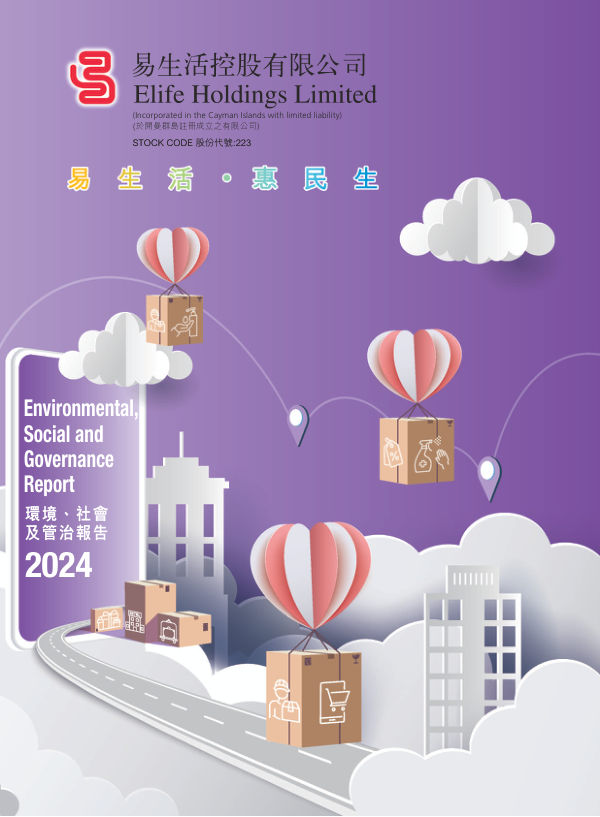 易生活控股有限公司
Elife Holdings Limited
(Incorporated in the Cayman Islands with limited liability)
(於開曼群島註冊成立之有限公司)
STOCK CODE 股份代號:223
易生活·惠民生
Environmental,
Social and
Governance
Report
環境、社會
及管治報告
2024